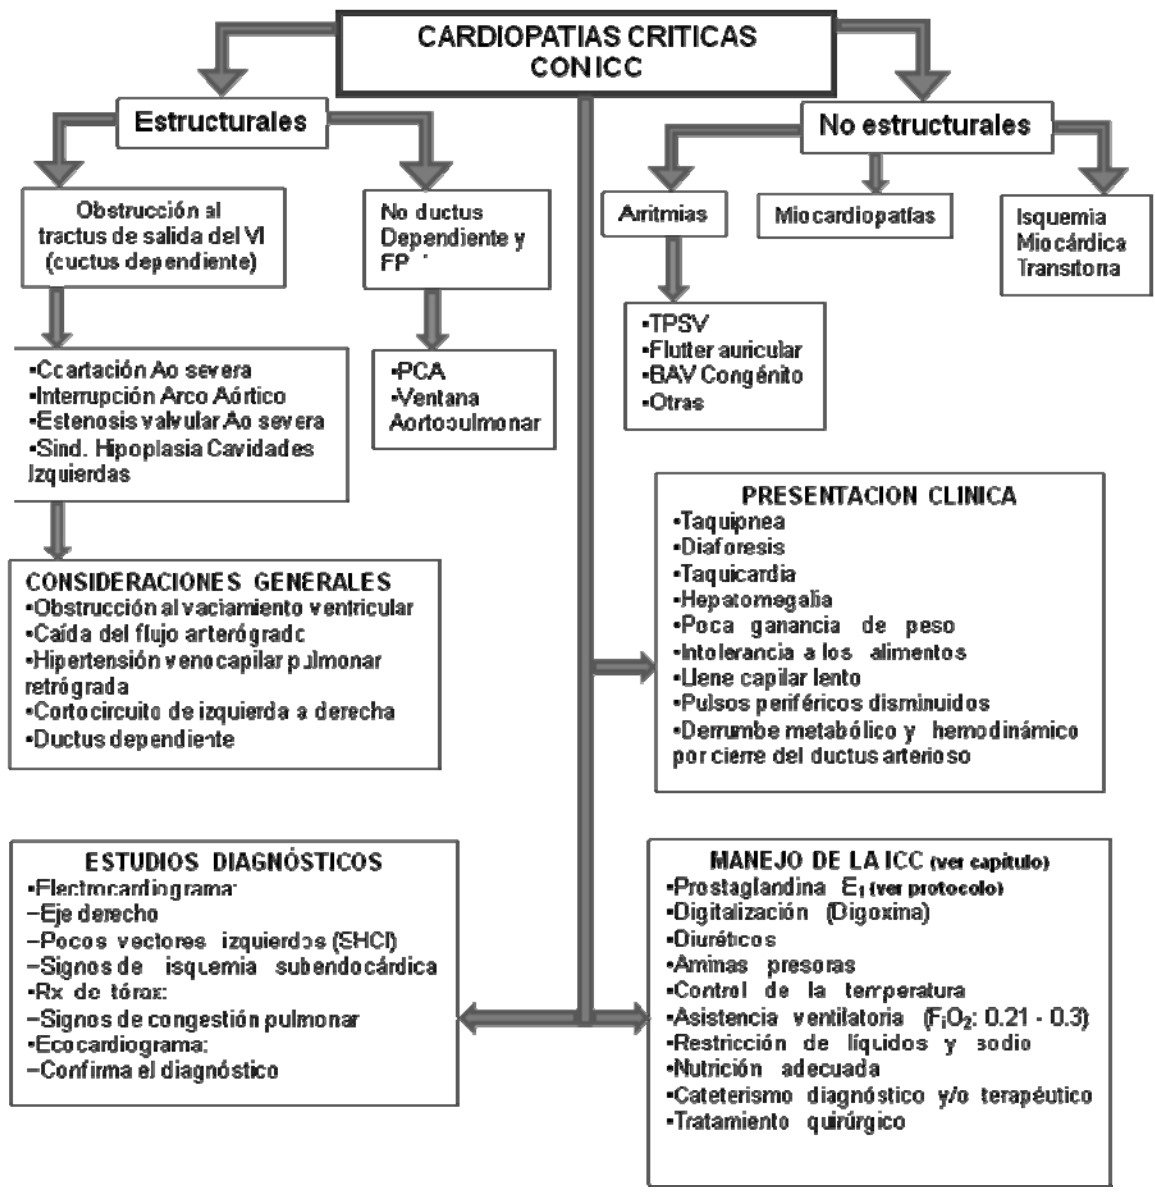 CARDIOPATIAS CRITICAS
CON ICC
Estructurales
No estructurales
Obstrucción al
tractus de salida del VI
(cuctus dependiente)
No ductus
Dependiente y
FP
Arritmias
Miocardiopatías
Isquemia
Miocárdica
Transitoria
•Coartación Ao severa
•Interrupción Arco Aórtico
•Estenosis valvular Ao severa
•Sind. Hipoplasia Cavidades
Izquierdas
•PCA
•Ventana
Aortopulmonar
•TPSV
•Flutter auricular
•BAV Congénito
•Otras
CONSIDERACIONES GENERALES
•Obstrucción al vaciamiento ventricular
•Caída del flujo arterógrado
•Hipertensión venocapilar pulmonar
retrógrada
•Cortocircuito de izquierda a derecha
•Ductus dependiente
PRESENTACION CLINICA
•Taquipnea
•Diaforesis
•Taquicardia
•Hepatomegalia
•Poca ganancia de peso
•Intolerancia a los alimentos
•Llene capilar lento
•Pulsos periféricos disminuidos
•Derrumbe metabólico y hemodinámico
por cierre del ductus arterioso
ESTUDIOS DIAGNÓSTICOS
•Electrocardiograma:
–Eje derecho
–Pocos vectores izquierdos (SHCI)
–Signos de isquemia subendocárdica
•Rx de tórax:
–Signos de congestión pulmonar
•Ecocardiograma:
–Confirma el diagnóstico
MANEJO DE LA ICC (ver capitulo)
•Prostaglandina E₁ (ver protocolo)
•Digitalización (Digoxina)
•Diuréticos
•Aminas presoras
•Control de la temperatura
•Asistencia ventilatoria (FᵢO₂: 0.21 - 0.3)
•Restricción de líquidos y sodio
•Nutrición adecuada
•Cateterismo diagnóstico y/o terapéutico
•Tratamiento quirúrgico